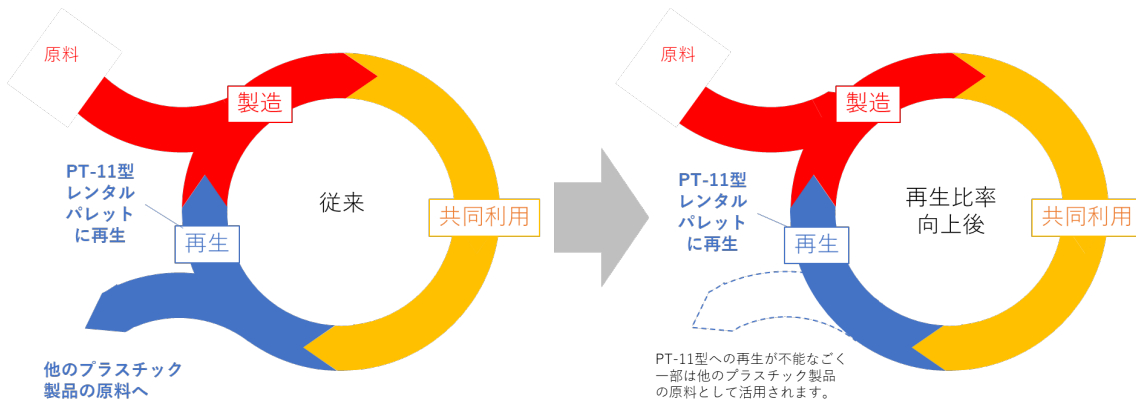 原料
製造
PT-11型
レンタル
パレット
に再生
従来
共同利用
再生
他のプラスチック
製品の原料へ
原料
製造
PT-11型
レンタル
パレット
に再生
再生比率
向上後
共同利用
再生
PT-11型への再生が不能なごく
一部は他のプラスチック製品
の原料として活用されます。